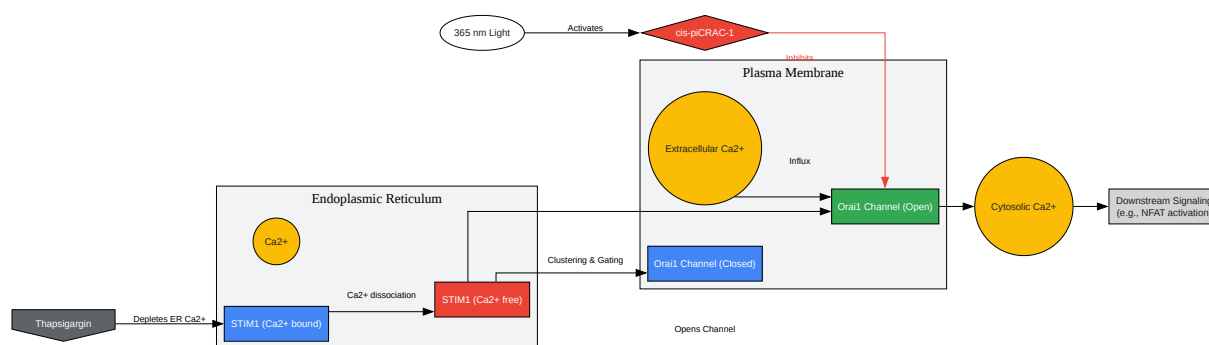 365 nm Light
Activates
cis-piCRAC-1
Inhibits
Plasma Membrane
Extracellular Ca2+
Influx
Orai1 Channel (Open)
Cytosolic Ca2+
Downstream Signaling
(e.g., NFAT activation
Endoplasmic Reticulum
Ca2+
Clustering & Gating
Orai1 Channel (Closed)
Ca2+ dissociation
STIM1 (Ca2+ free)
Thapsigargin
Depletes ER Ca2+
STIM1 (Ca2+ bound)
Opens Channel